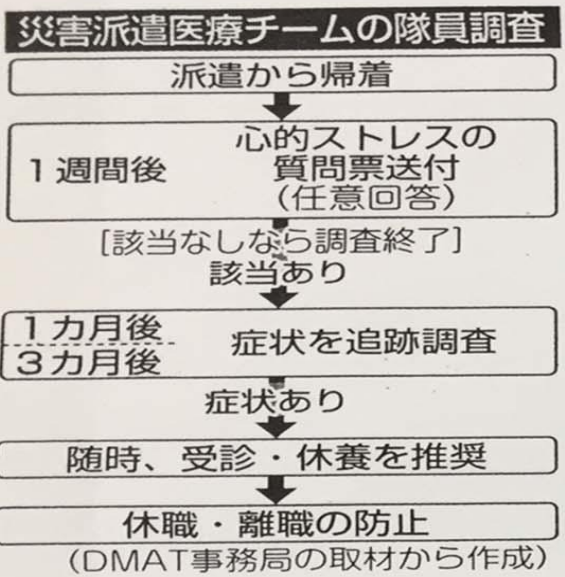 災害派遣医療チームの隊員調査
派遣から帰着
1週間後
心的ストレスの
質問票送付
(任意回答)
[該当なしなら調査終了]
該当あり
1カ月後
3カ月後
症状を追跡調査
症状あり
随時、受診・休養を推奨
休職・離職の防止
(DMAT事務局の取材から作成)